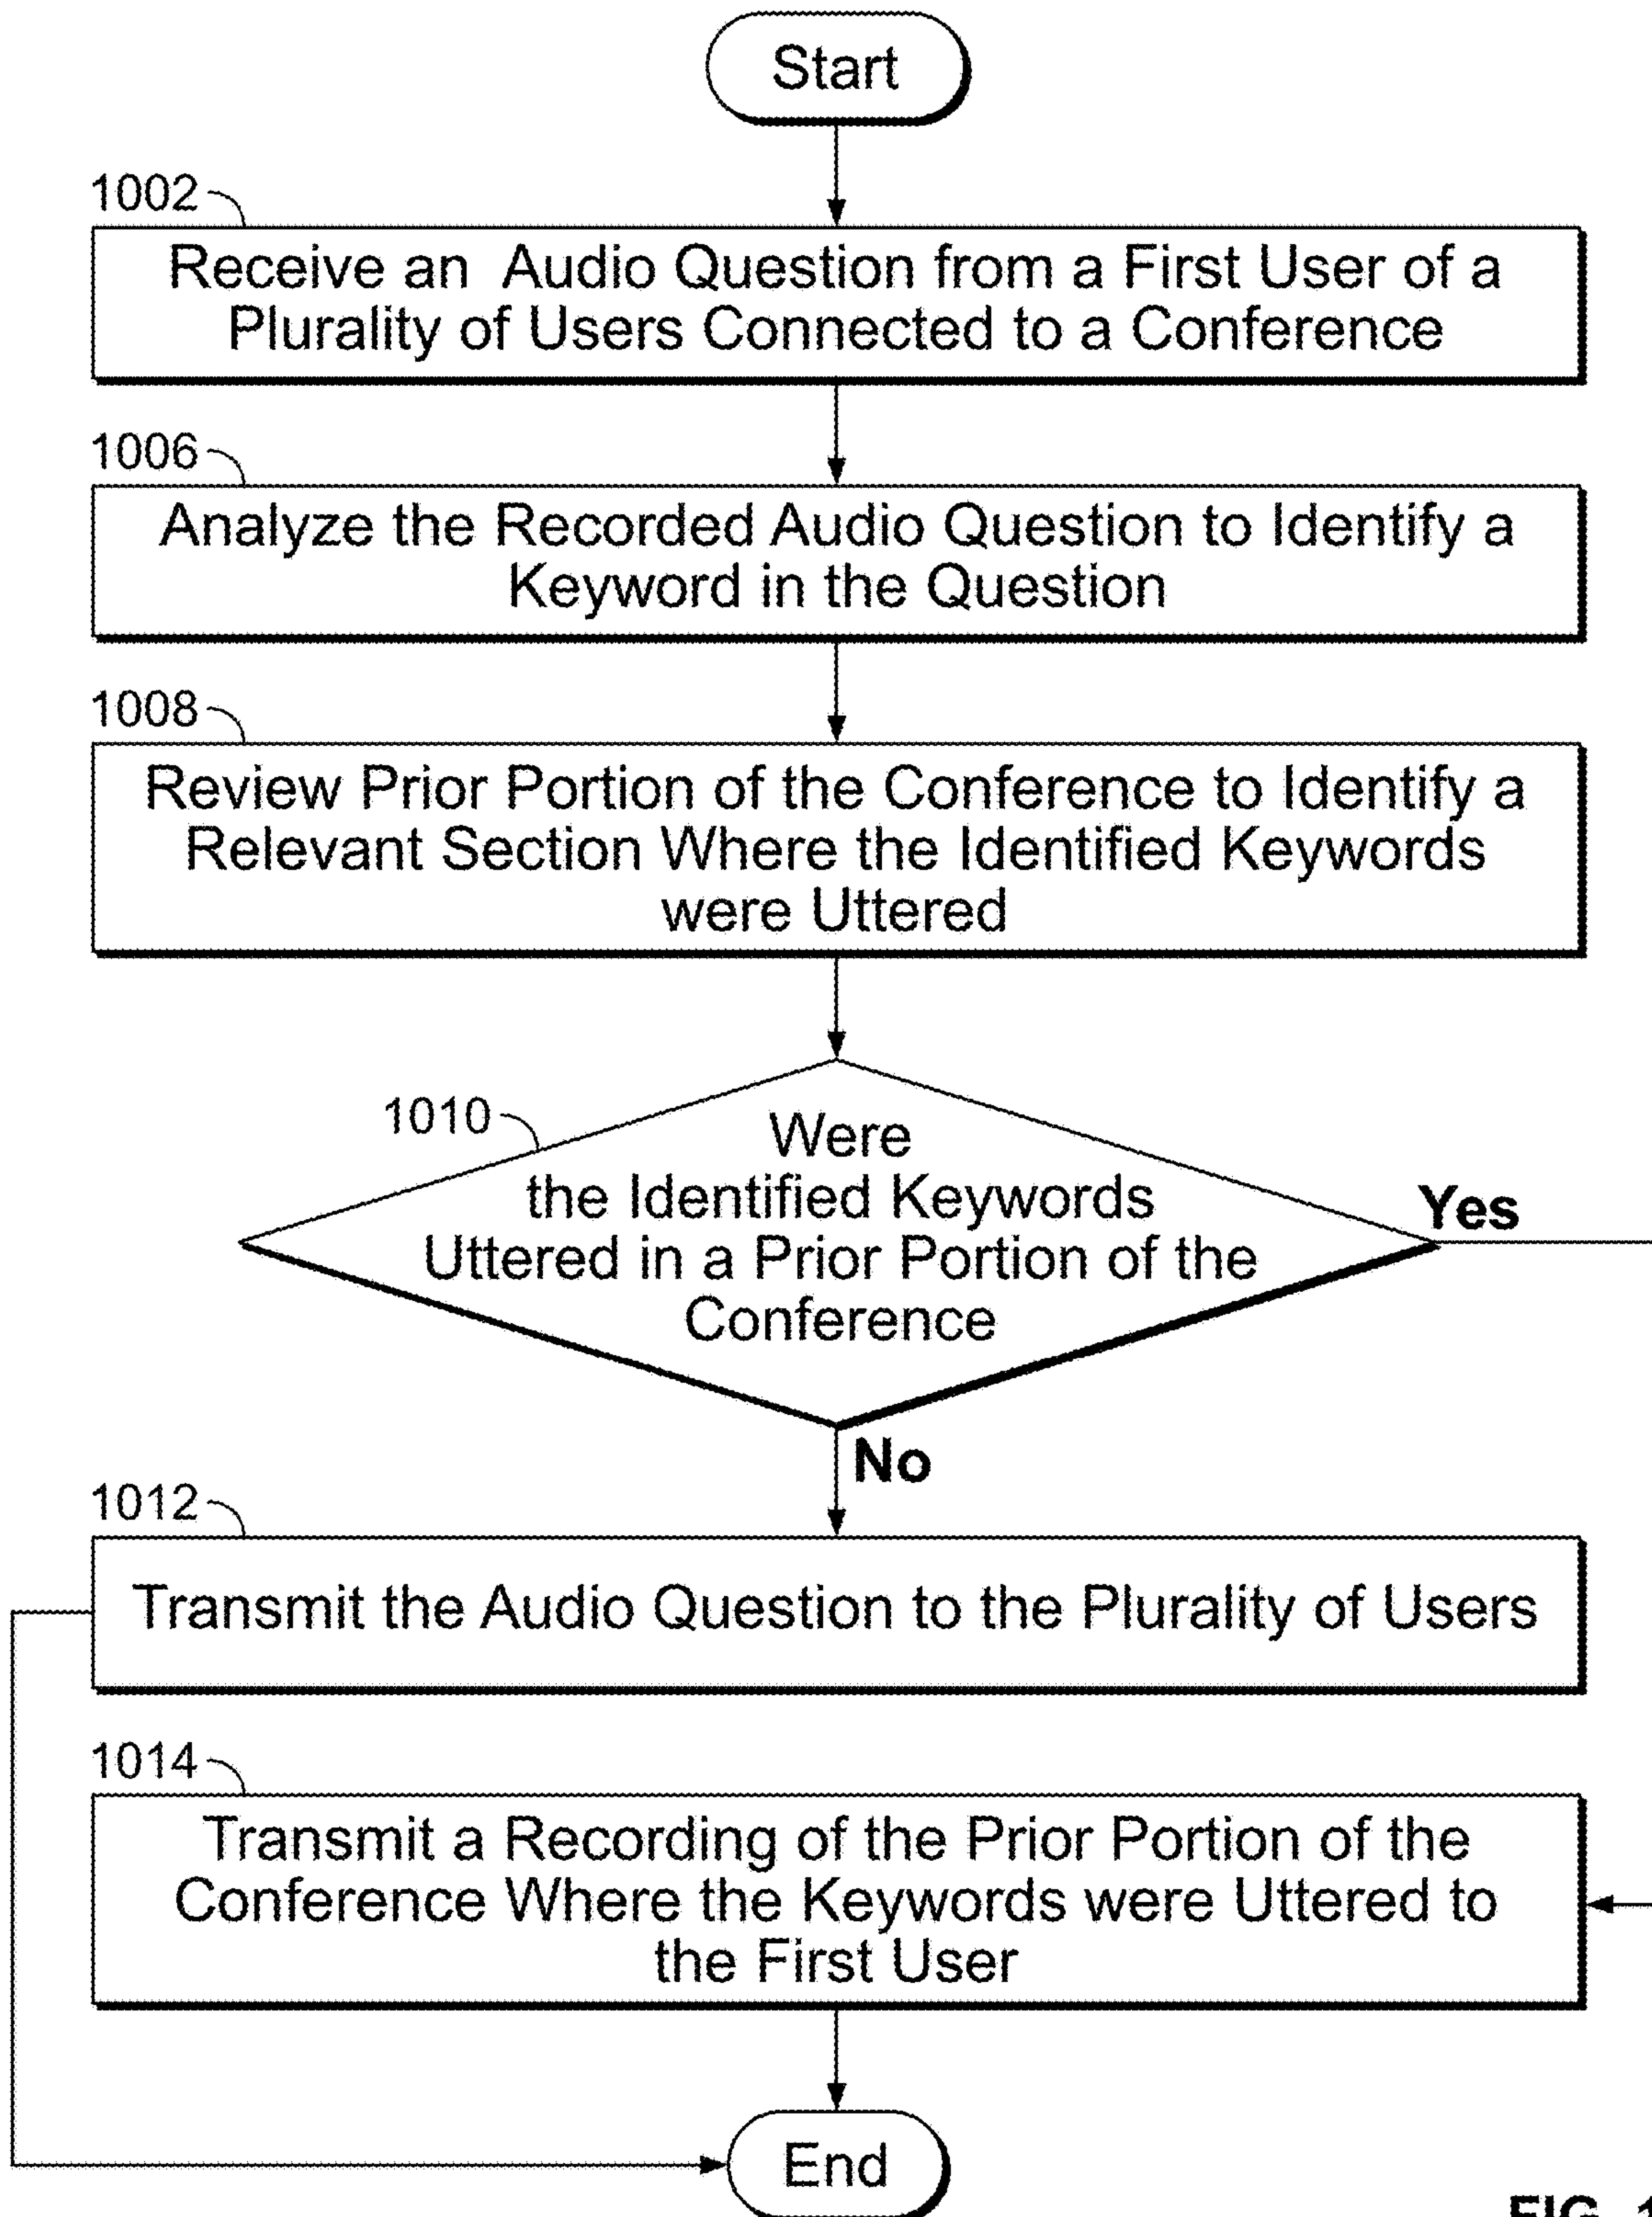 Start
1002
Receive an Audio Question from a First User of a
Plurality of Users Connected to a Conference
1006
Analyze the Recorded Audio Question to Identify a
Keyword in the Question
1008
Review Prior Portion of the Conference to Identify a
Relevant Section Where the Identified Keywords
were Uttered
1010
Were
the Identified Keywords
Uttered in a Prior Portion of the
Conference
Yes
No
1012
Transmit the Audio Question to the Plurality of Users
1014
Transmit a Recording of the Prior Portion of the
Conference Where the Keywords were Uttered to
the First User
End
FIG. 1